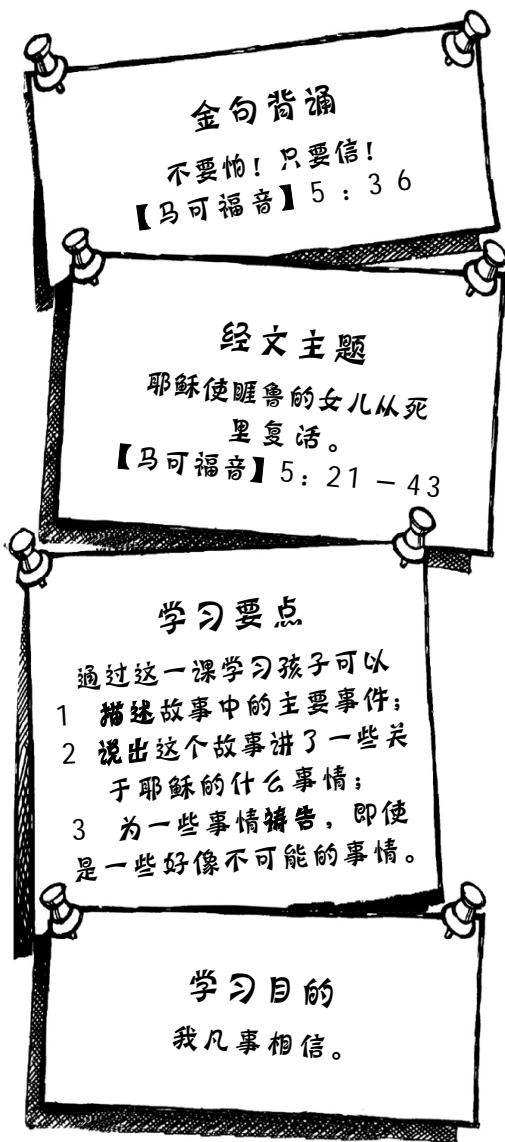 金句背诵
不要怕！只要信！
【马可福音】5：36
经文主题
耶稣使睚鲁的女儿从死
里复活。
【马可福音】5：21－43
学习要点
通过这一课学习孩子可以
1 描述故事中的主要事件；
2 说出这个故事讲了一些关
于耶稣的什么事情；
3 为一些事情祷告，即使
是一些好像不可能的事情。
学习目的
我凡事相信。